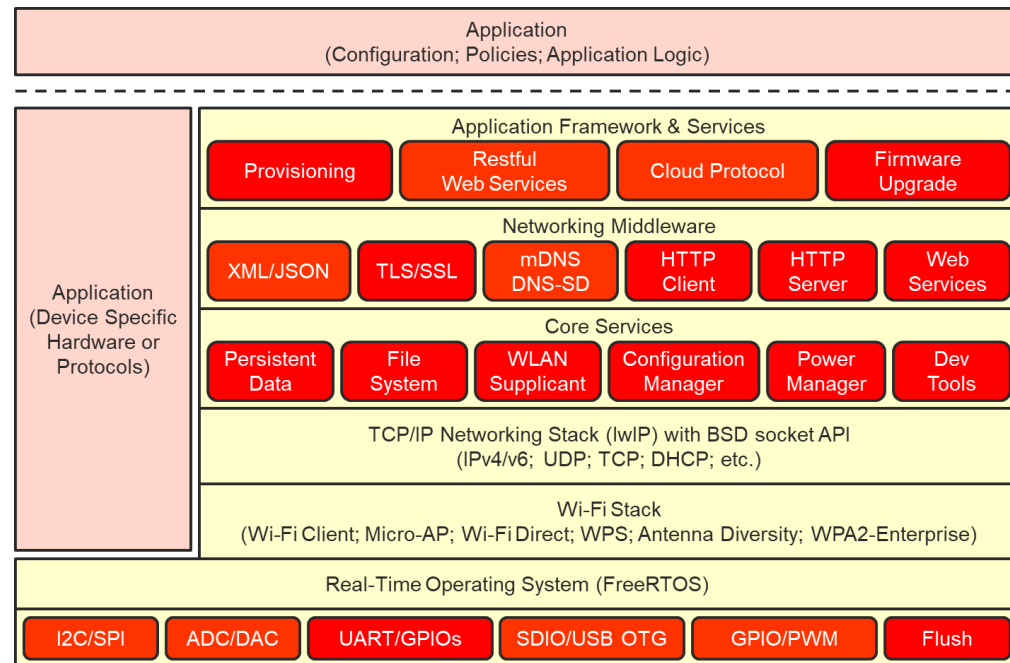 Application
(Configuration; Policies; Application Logic)
Application
(Device Specific
Hardware or
Protocols)
Application Framework & Services
Provisioning
Restful
Web Services
Cloud Protocol
Firmware
Upgrade
Networking Middleware
XML/JSON
TLS/SSL
mDNS
DNS-SD
HTTP
Client
HTTP
Server
Web
Services
Core Services
Persistent
Data
File
System
WLAN
Supplicant
Configuration
Manager
Power
Manager
Dev
Tools
TCP/IP Networking Stack (lwIP) with BSD socket API
(IPv4/v6; UDP; TCP; DHCP; etc.)
Wi-Fi Stack
(Wi-Fi Client; Micro-AP; Wi-Fi Direct; WPS; Antenna Diversity; WPA2-Enterprise)
Real-Time Operating System (FreeRTOS)
I2C/SPI
ADC/DAC
UART/GPIOs
SDIO/USB OTG
GPIO/PWM
Flush